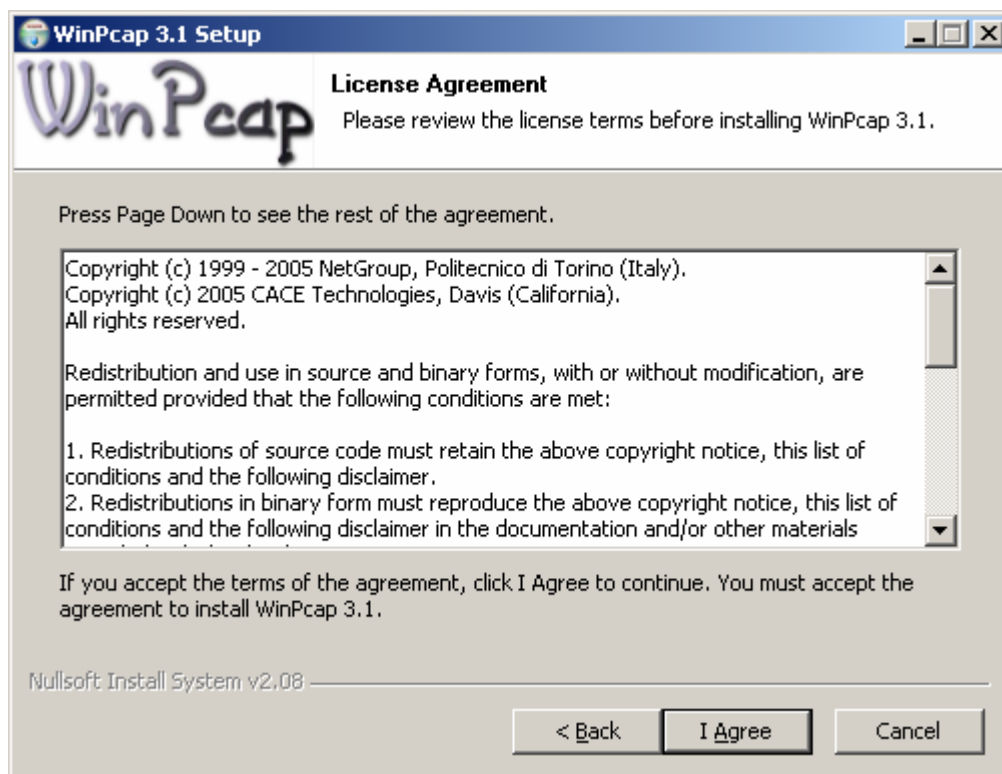 WinPcap 3.1 Setup
WinPcap
License Agreement
Please review the license terms before installing WinPcap 3.1.
Press Page Down to see the rest of the agreement.
Copyright (c) 1999 - 2005 NetGroup, Politecnico di Torino (Italy).
Copyright (c) 2005 CACE Technologies, Davis (California).
All rights reserved.
Redistribution and use in source and binary forms, with or without modification, are
permitted provided that the following conditions are met:
1. Redistributions of source code must retain the above copyright notice, this list of
conditions and the following disclaimer.
2. Redistributions in binary form must reproduce the above copyright notice, this list of
conditions and the following disclaimer in the documentation and/or other materials
If you accept the terms of the agreement, click I Agree to continue. You must accept the
agreement to install WinPcap 3.1.
Nullsoft Install System v2.08
< Back
I Agree
Cancel